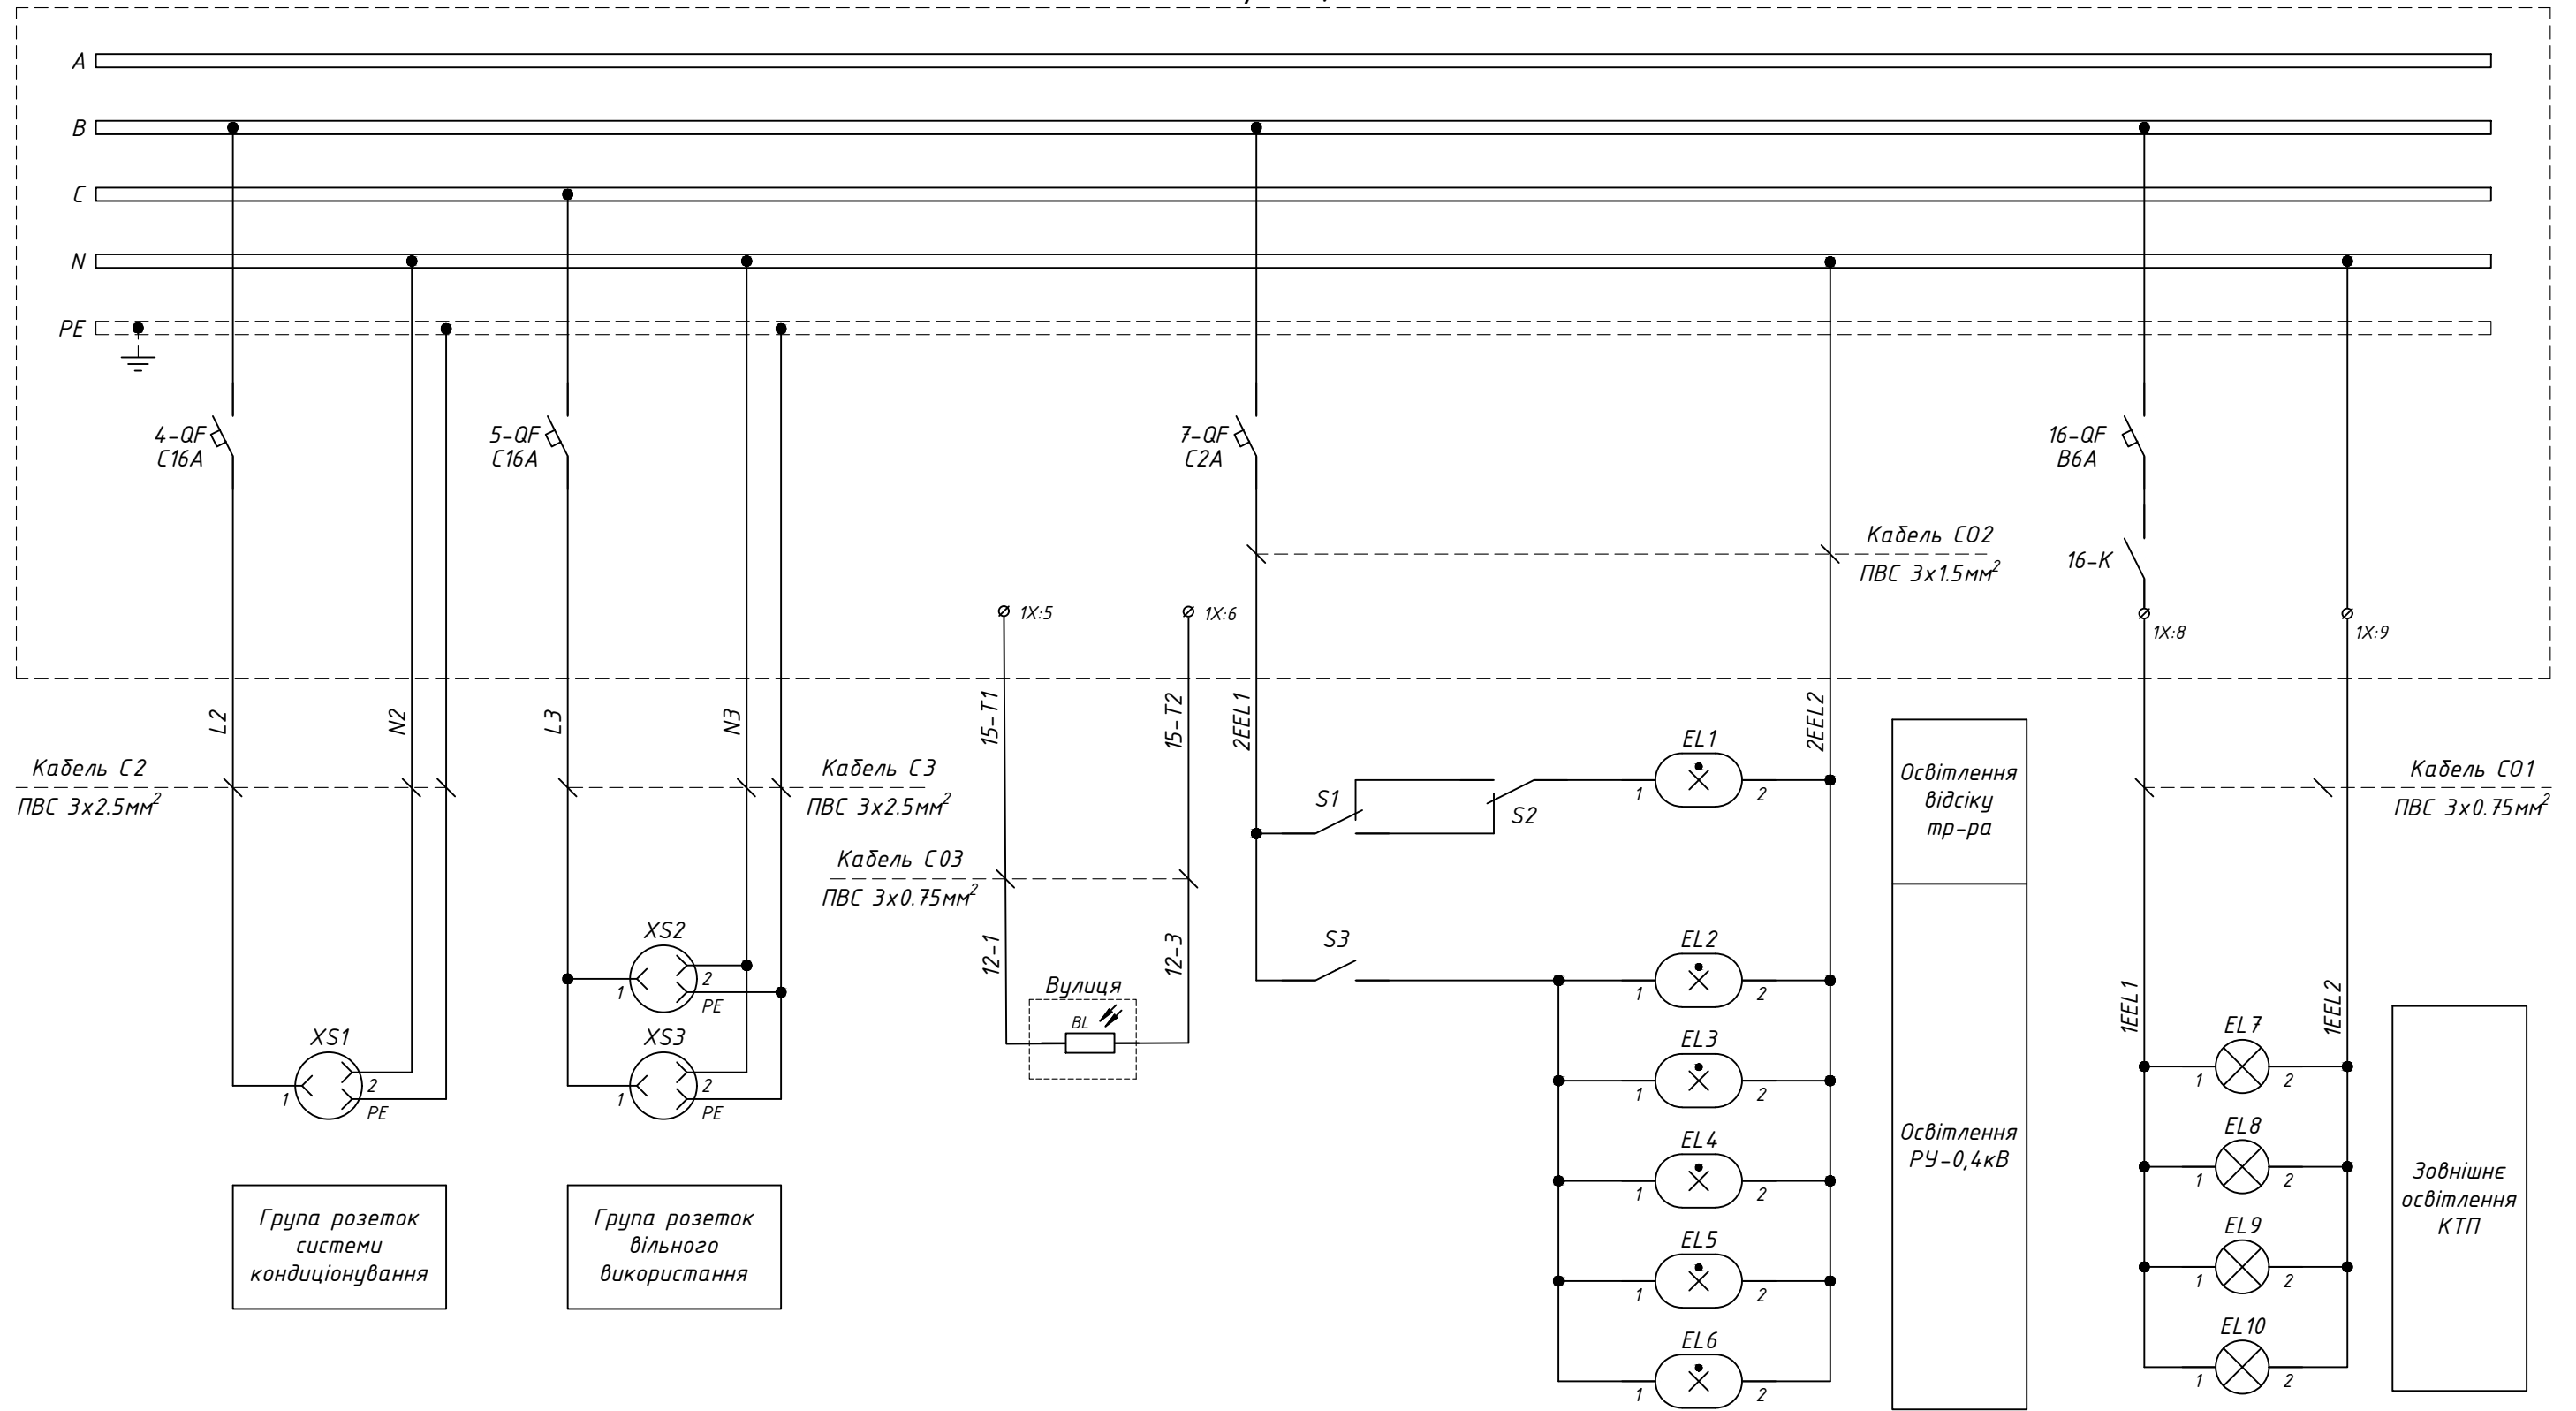 A
B
C
N
PE
4-QF
C16A
5-QF
C16A
7-QF
C2A
16-QF
B6A
16-K
Кабель СО2
ПВС 3х1.5мм²
1X:5
1X:6
1X:8
1X:9
L2
N2
L3
N3
15-T1
15-T2
2EEL1
2EEL2
Кабель С2
ПВС 3х2.5мм²
Кабель С3
ПВС 3х2.5мм²
Кабель С03
ПВС 3х0.75мм²
Кабель СО1
ПВС 3х0.75мм²
12-1
12-3
Вулиця
BL
S1
S2
S3
EL1
1
2
EL2
1
2
EL3
1
2
EL4
1
2
EL5
1
2
EL6
1
2
Освітлення
відсіку
тр-ра
Освітлення
РУ-0,4кВ
1EEL1
1EEL2
EL7
1
2
EL8
1
2
EL9
1
2
EL10
1
2
Зовнішнє
освітлення
КТП
XS1
1
2
PE
XS2
1
2
PE
XS3
1
2
PE
Група розеток
системи
кондиціонування
Група розеток
вільного
використання